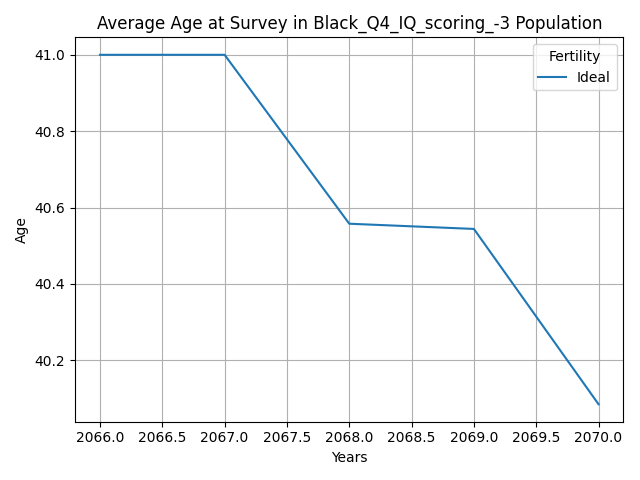 Average Age at Survey in Black_Q4_IQ_scoring_-3 Population
Fertility
Ideal
41.0
40.8
40.6
40.4
40.2
Age
2066.0 2066.5 2067.0 2067.5 2068.0 2068.5 2069.0 2069.5 2070.0
Years